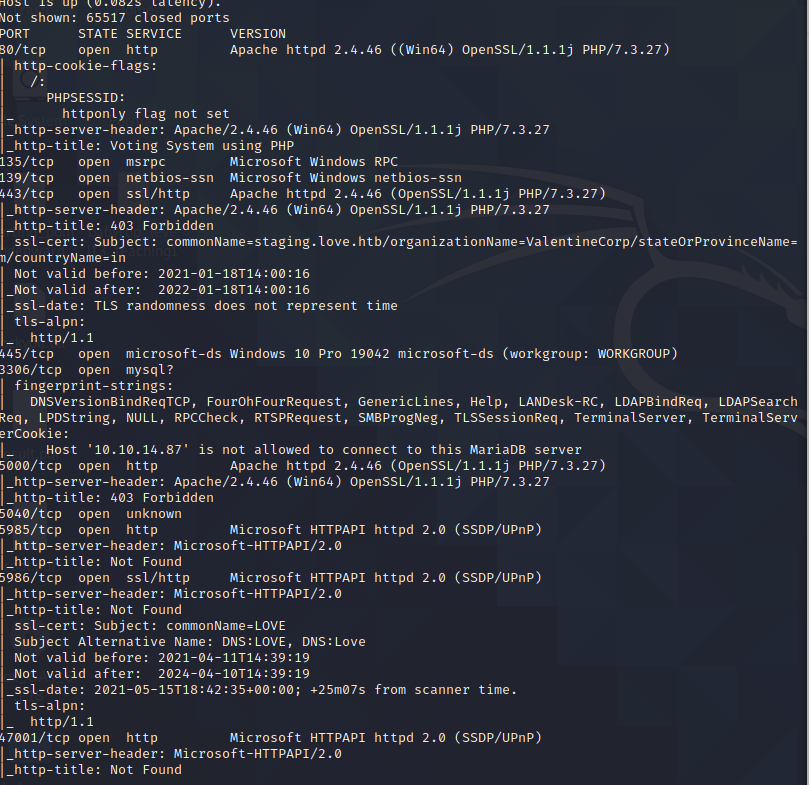 Host is up (0.082s latency).
Not shown: 65517 closed ports
PORT      STATE SERVICE      VERSION
80/tcp    open  http         Apache httpd 2.4.46 ((Win64) OpenSSL/1.1.1j PHP/7.3.27)
| http-cookie-flags:
|   /:
|     PHPSESSID:
|_      httponly flag not set
|_http-server-header: Apache/2.4.46 (Win64) OpenSSL/1.1.1j PHP/7.3.27
|_http-title: Voting System using PHP
135/tcp   open  msrpc        Microsoft Windows RPC
139/tcp   open  netbios-ssn  Microsoft Windows netbios-ssn
443/tcp   open  ssl/http     Apache httpd 2.4.46 (OpenSSL/1.1.1j PHP/7.3.27)
|_http-server-header: Apache/2.4.46 (Win64) OpenSSL/1.1.1j PHP/7.3.27
|_http-title: 403 Forbidden
| ssl-cert: Subject: commonName=staging.love.htb/organizationName=ValentineCorp/stateOrProvinceName=
m/countryName=in
| Not valid before: 2021-01-18T14:00:16
|_Not valid after:  2022-01-18T14:00:16
|_ssl-date: TLS randomness does not represent time
| tls-alpn:
|_  http/1.1
445/tcp   open  microsoft-ds Windows 10 Pro 19042 microsoft-ds (workgroup: WORKGROUP)
3306/tcp  open  mysql?
| fingerprint-strings:
|   DNSVersionBindReqTCP, FourOhFourRequest, GenericLines, Help, LANDesk-RC, LDAPBindReq, LDAPSearch
Req, LPDString, NULL, RPCCheck, RTSPRequest, SMBProgNeg, TLSSessionReq, TerminalServer, TerminalServ
erCookie:
|_    Host '10.10.14.87' is not allowed to connect to this MariaDB server
5000/tcp  open  http         Apache httpd 2.4.46 (OpenSSL/1.1.1j PHP/7.3.27)
|_http-server-header: Apache/2.4.46 (Win64) OpenSSL/1.1.1j PHP/7.3.27
|_http-title: 403 Forbidden
5040/tcp  open  unknown
5985/tcp  open  http         Microsoft HTTPAPI httpd 2.0 (SSDP/UPnP)
|_http-server-header: Microsoft-HTTPAPI/2.0
|_http-title: Not Found
5986/tcp  open  ssl/http     Microsoft HTTPAPI httpd 2.0 (SSDP/UPnP)
|_http-server-header: Microsoft-HTTPAPI/2.0
|_http-title: Not Found
| ssl-cert: Subject: commonName=LOVE
| Subject Alternative Name: DNS:LOVE, DNS:Love
| Not valid before: 2021-04-11T14:39:19
|_Not valid after:  2024-04-10T14:39:19
|_ssl-date: 2021-05-15T18:42:35+00:00; +25m07s from scanner time.
| tls-alpn:
|_  http/1.1
47001/tcp open  http         Microsoft HTTPAPI httpd 2.0 (SSDP/UPnP)
|_http-server-header: Microsoft-HTTPAPI/2.0
|_http-title: Not Found